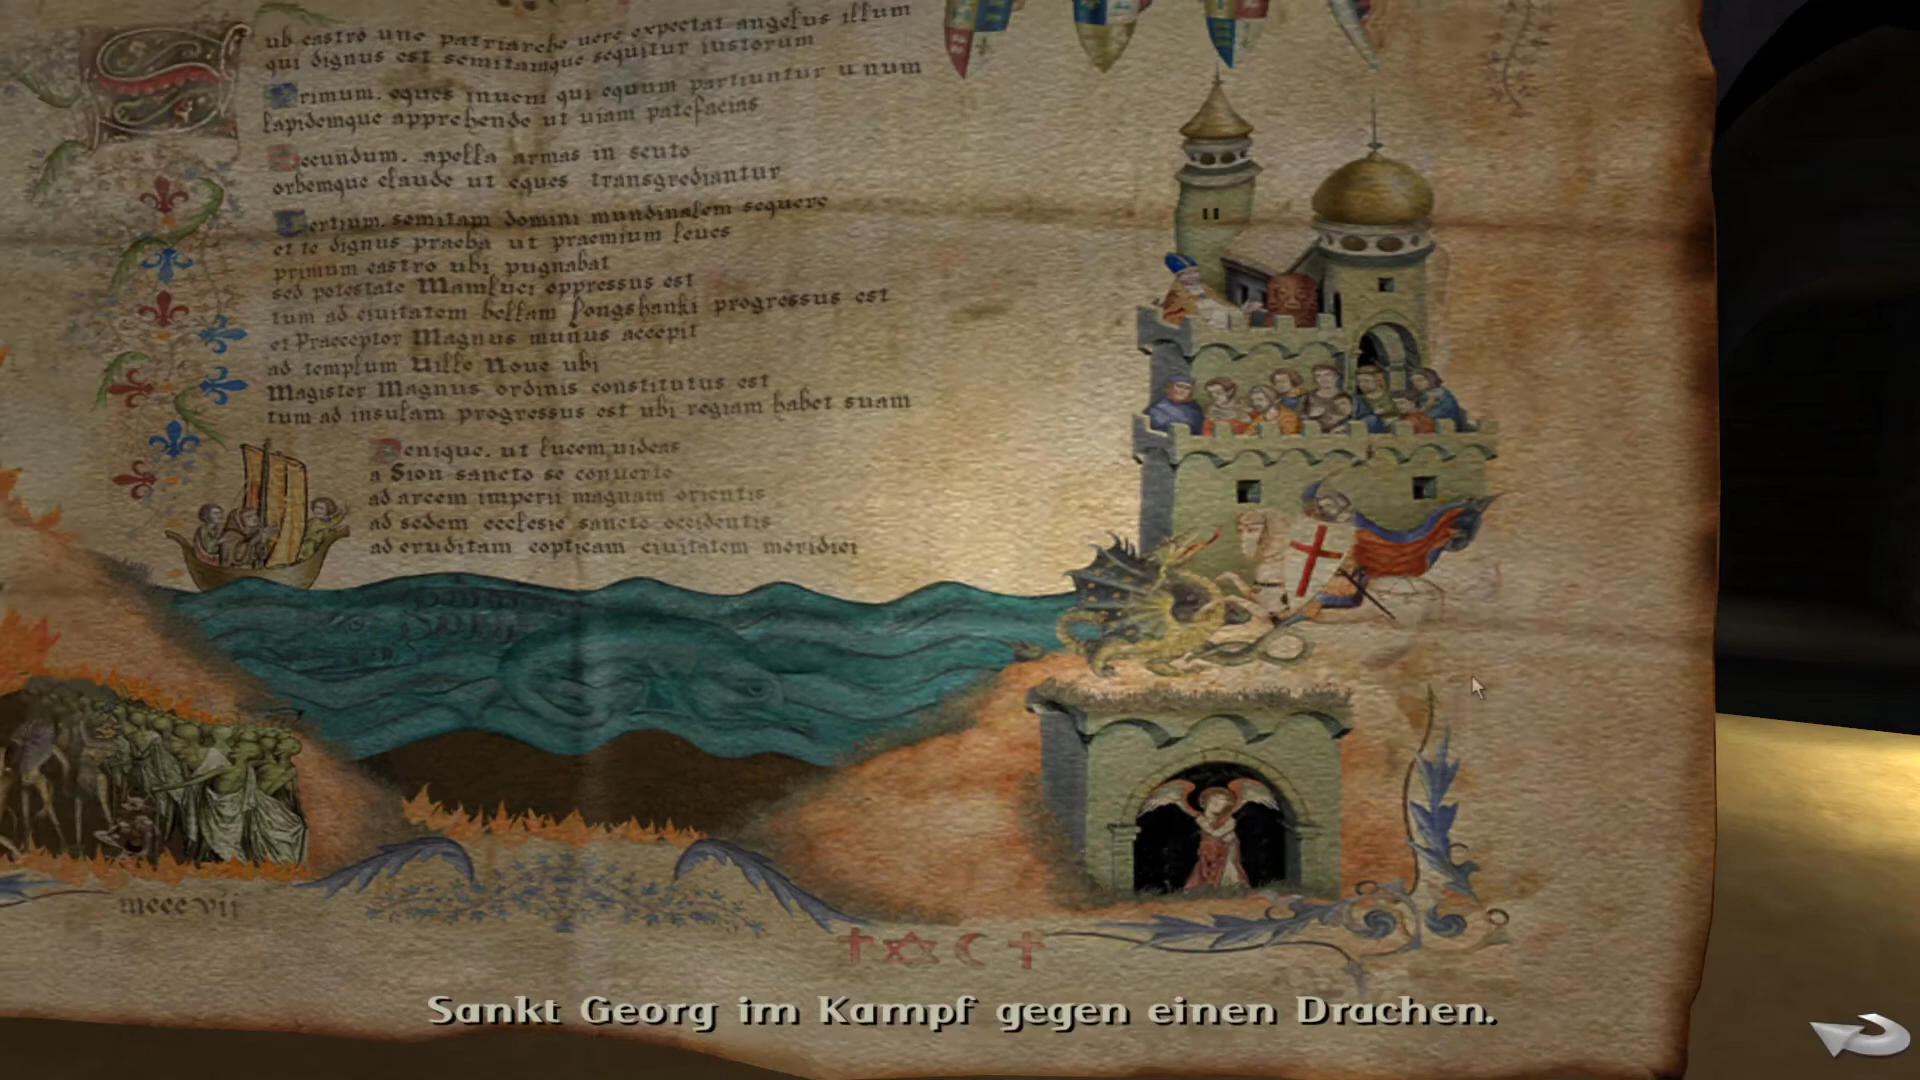 Sub castro une patriarche uere expectat angelus illum
qui dignus est semitamque sequitur iustorum
Primum. eques inueni qui equum partiuntur unum
lapidemque apprehende ut uiam patefacias
Secundum. apella armas in scuto
orbemque claude ut eques transgrediantur
Tertium. semitam domini mundinalem sequere
et te dignus praeba ut praemium leues
primum castro ubi pugnabat
sed potestate Mamluci oppressus est
tum ad ciuitatem bellam Longshanki progressus est
et Praeceptor Magnus munus accepit
ad templum Uille Noue ubi
Magister Magnus ordinis constitutus est
tum ad insulam progressus est ubi regiam habet suam
Denique. ut lucem uideas
a Sion sancto se conuerte
ad arcem imperii magnam orientis
ad sedem ecclesie sancte occidentis
ad eruditam copticam ciuitatem meridiei
mcccvii
Sankt Georg im Kampf gegen einen Drachen.